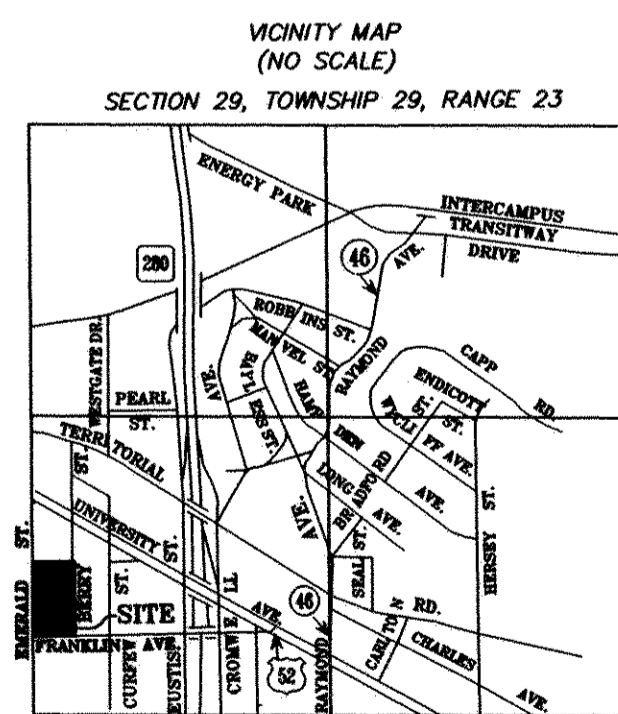 VICINITY MAP
(NO SCALE)
SECTION 29, TOWNSHIP 29, RANGE 23
ENERGY PARK
INTERCAMPUS
TRANSITWAY
DRIVE
280
46
AVE.
ROBBINS ST.
MANVEL ST.
RAYMOND
CAPP
RD.
ENDICOTT
ST.
WESTGATE DR.
PEARL
ST.
AVE.
HAMPDEN
AVE.
WYCLIFF AVE.
ST.
TERRITORIAL
LONG
AVE.
BRADFORD
ST.
AVE.
UNIVERSITY
AVE.
HERSEY ST.
EMERALD ST.
BERRY
ST.
SITE
FRANKLIN AVE.
CURFEW
ST.
EUSTIS
ST.
CROMWELL
46
52
RAYMOND
SEAL
CARLTON
RD.
CHARLES
AVE.